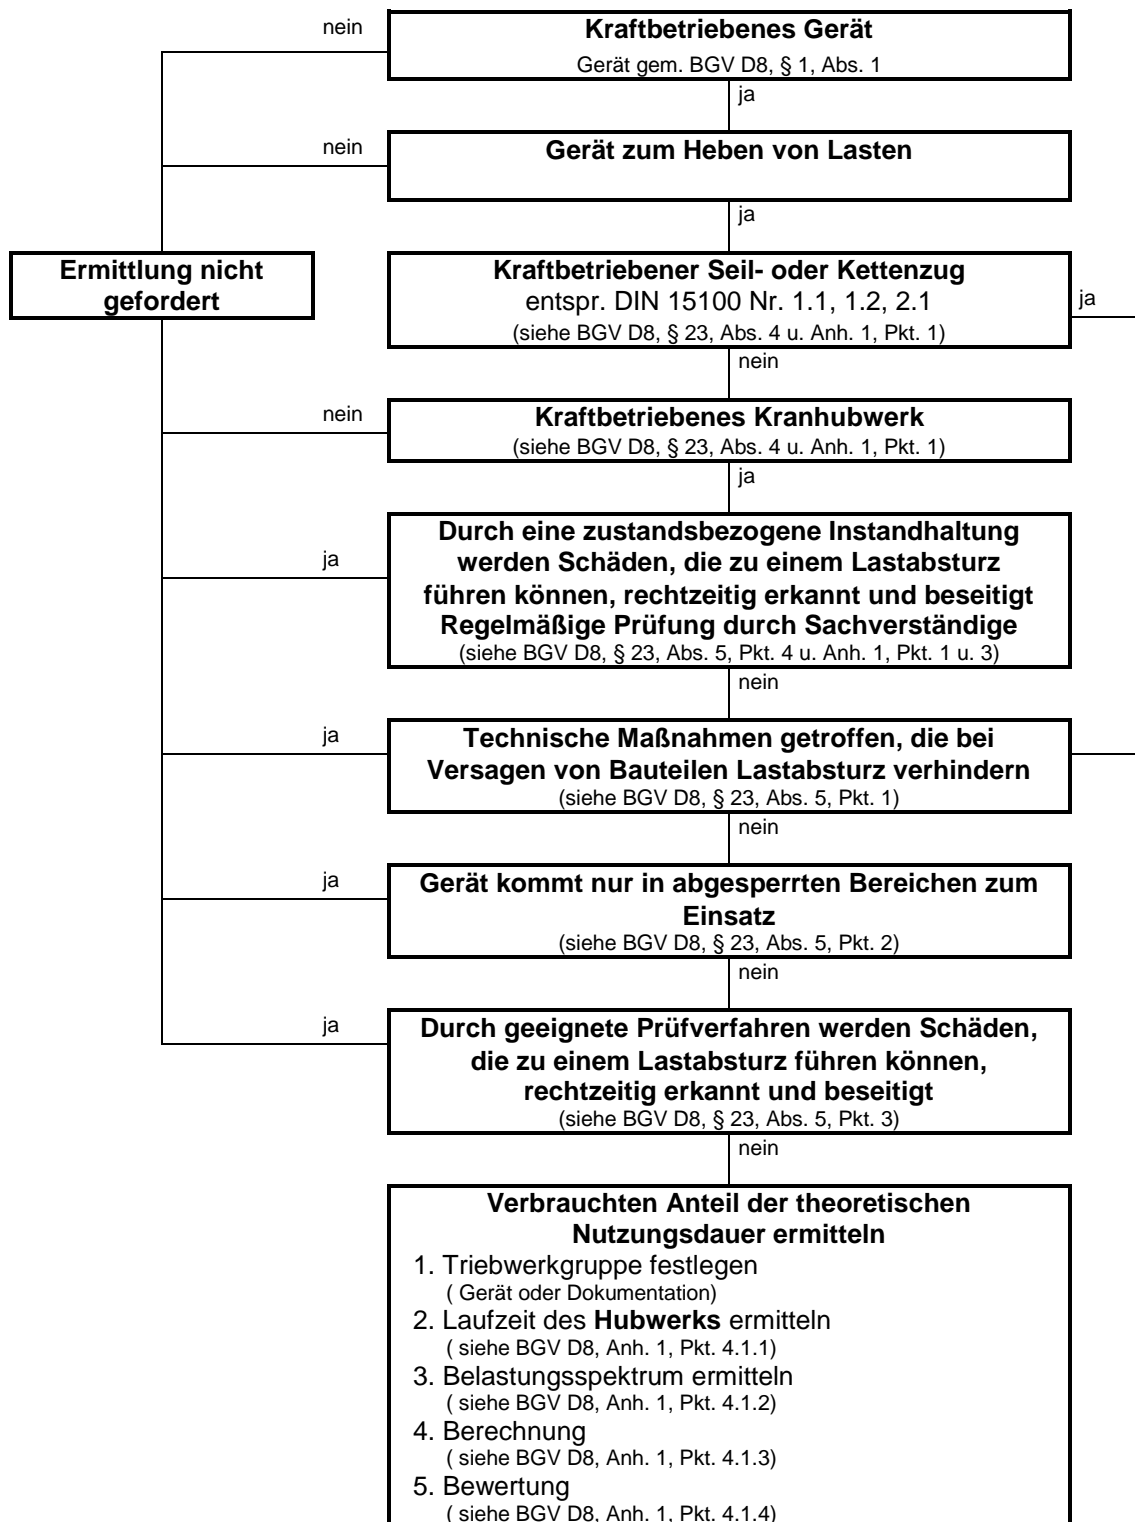 nein
Kraftbetriebenes Gerät
Gerät gem. BGV D8, § 1, Abs. 1
ja
nein
Gerät zum Heben von Lasten
ja
Ermittlung nicht
gefordert
Kraftbetriebener Seil- oder Kettenzug
entspr. DIN 15100 Nr. 1.1, 1.2, 2.1
(siehe BGV D8, § 23, Abs. 4 u. Anh. 1, Pkt. 1)
ja
nein
nein
Kraftbetriebenes Kranhubwerk
(siehe BGV D8, § 23, Abs. 4 u. Anh. 1, Pkt. 1)
ja
ja
Durch eine zustandsbezogene Instandhaltung
werden Schäden, die zu einem Lastabsturz
führen können, rechtzeitig erkannt und beseitigt
Regelmäßige Prüfung durch Sachverständige
(siehe BGV D8, § 23, Abs. 5, Pkt. 4 u. Anh. 1, Pkt. 1 u. 3)
nein
ja
Technische Maßnahmen getroffen, die bei
Versagen von Bauteilen Lastabsturz verhindern
(siehe BGV D8, § 23, Abs. 5, Pkt. 1)
nein
ja
Gerät kommt nur in abgesperrten Bereichen zum
Einsatz
(siehe BGV D8, § 23, Abs. 5, Pkt. 2)
nein
ja
Durch geeignete Prüfverfahren werden Schäden,
die zu einem Lastabsturz führen können,
rechtzeitig erkannt und beseitigt
(siehe BGV D8, § 23, Abs. 5, Pkt. 3)
nein
Verbrauchten Anteil der theoretischen
Nutzungsdauer ermitteln
1. Triebwerkgruppe festlegen
( Gerät oder Dokumentation)
2. Laufzeit des Hubwerks ermitteln
( siehe BGV D8, Anh. 1, Pkt. 4.1.1)
3. Belastungsspektrum ermitteln
( siehe BGV D8, Anh. 1, Pkt. 4.1.2)
4. Berechnung
( siehe BGV D8, Anh. 1, Pkt. 4.1.3)
5. Bewertung
( siehe BGV D8, Anh. 1, Pkt. 4.1.4)